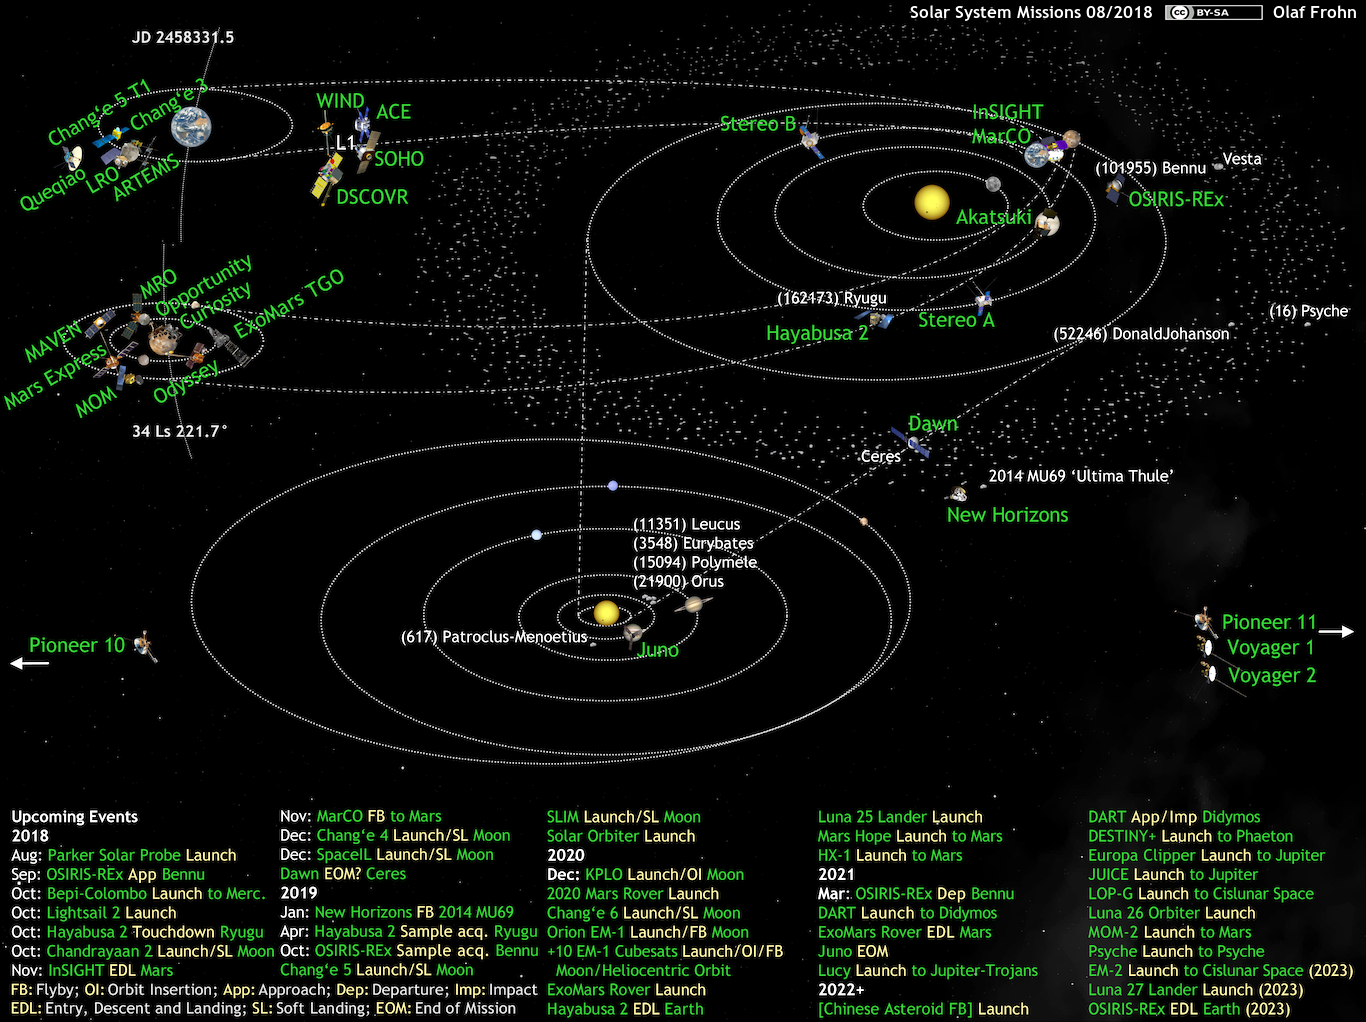 Solar System Missions 08/2018 cc BY-SA Olaf Frohn
JD 2458331.5
Chang‘e 5 T1
Chang‘e 3
Queqiao
LRO
ARTEMIS
WIND
ACE
L1
SOHO
DSCOVR
Stereo B
InSIGHT
MarCO
(101955) Bennu
Vesta
OSIRIS-REx
Akatsuki
MRO
Opportunity
Curiosity
ExoMars TGO
MAVEN
Mars Express
MOM
Odyssey
34 Ls 221.7°
(162173) Ryugu
Hayabusa 2
Stereo A
(16) Psyche
(52246) DonaldJohanson
Dawn
Ceres
2014 MU69 ‘Ultima Thule’
New Horizons
(11351) Leucus
(3548) Eurybates
(15094) Polymele
(21900) Orus
(617) Patroclus-Menoetius
Juno
Pioneer 10
Pioneer 11
Voyager 1
Voyager 2
Upcoming Events
2018
Aug: Parker Solar Probe Launch
Sep: OSIRIS-REx App Bennu
Oct: Bepi-Colombo Launch to Merc.
Oct: Lightsail 2 Launch
Oct: Hayabusa 2 Touchdown Ryugu
Oct: Chandrayaan 2 Launch/SL Moon
Nov: InSIGHT EDL Mars
Nov: MarCO FB to Mars
Dec: Chang‘e 4 Launch/SL Moon
Dec: SpaceIL Launch/SL Moon
Dawn EOM? Ceres
2019
Jan: New Horizons FB 2014 MU69
Apr: Hayabusa 2 Sample acq. Ryugu
Oct: OSIRIS-REx Sample acq. Bennu
Chang‘e 5 Launch/SL Moon
FB: Flyby; OI: Orbit Insertion; App: Approach; Dep: Departure; Imp: Impact
EDL: Entry, Descent and Landing; SL: Soft Landing; EOM: End of Mission
SLIM Launch/SL Moon
Solar Orbiter Launch
2020
Dec: KPLO Launch/OI Moon
2020 Mars Rover Launch
Chang‘e 6 Launch/SL Moon
Orion EM-1 Launch/FB Moon
+10 EM-1 Cubesats Launch/OI/FB
Moon/Heliocentric Orbit
ExoMars Rover Launch
Hayabusa 2 EDL Earth
Luna 25 Lander Launch
Mars Hope Launch to Mars
HX-1 Launch to Mars
2021
Mar: OSIRIS-REx Dep Bennu
DART Launch to Didymos
ExoMars Rover EDL Mars
Juno EOM
Lucy Launch to Jupiter-Trojans
2022+
[Chinese Asteroid FB] Launch
DART App/Imp Didymos
DESTINY+ Launch to Phaeton
Europa Clipper Launch to Jupiter
JUICE Launch to Jupiter
LOP-G Launch to Cislunar Space
Luna 26 Orbiter Launch
MOM-2 Launch to Mars
Psyche Launch to Psyche
EM-2 Launch to Cislunar Space (2023)
Luna 27 Lander Launch (2023)
OSIRIS-REx EDL Earth (2023)